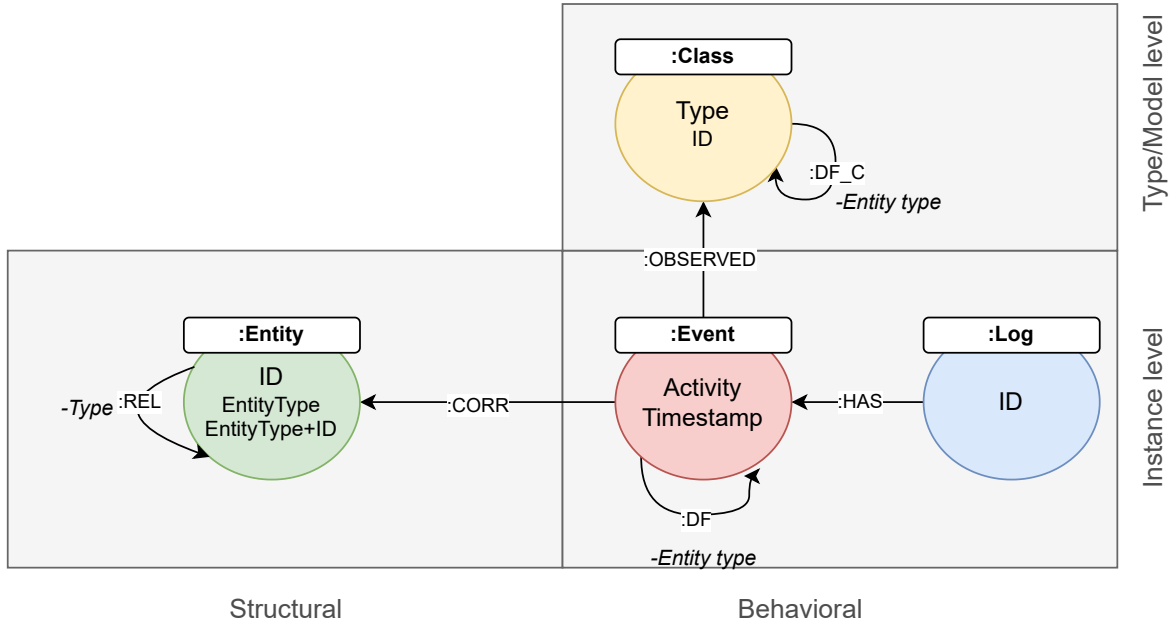 :Class
Type
ID
:DF_C
-Entity type
Type/Model level
:OBSERVED
:Entity
ID
EntityType
EntityType+ID
-Type
:REL
:CORR
:Event
Activity
Timestamp
:DF
-Entity type
:HAS
:Log
ID
Instance level
Structural
Behavioral